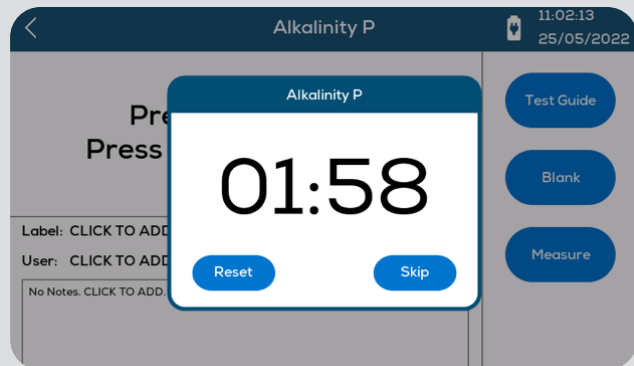 Alkalinity P
11:02:13
25/05/2022
Alkalinity P
Press
01:58
Reset
Skip
Test Guide
Blank
Measure
Label: CLICK TO ADD
User: CLICK TO ADD
No Notes. CLICK TO ADD.